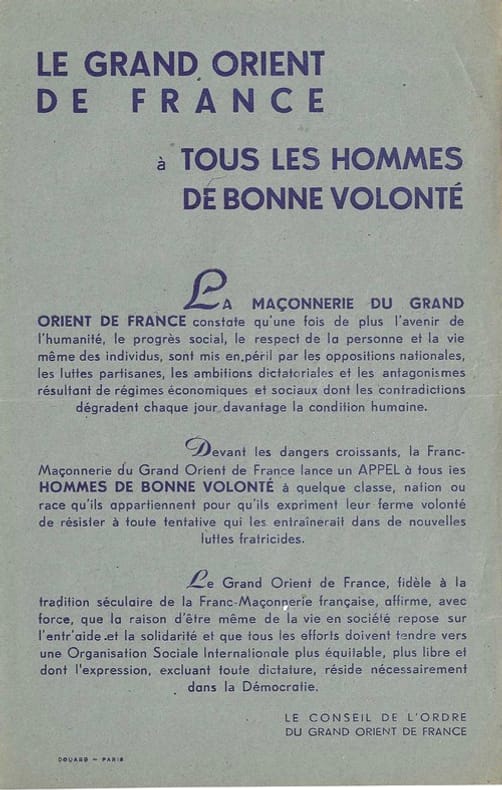 LE GRAND ORIENT
DE FRANCE
à TOUS LES HOMMES
DE BONNE VOLONTÉ
LA MAÇONNERIE DU GRAND
ORIENT DE FRANCE constate qu'une fois de plus l'avenir de
l'humanité, le progrès social, le respect de la personne et la vie
même des individus, sont mis en péril par les oppositions nationales,
les luttes partisanes, les ambitions dictatoriales et les antagonismes
résultant de régimes économiques et sociaux dont les contradictions
dégradent chaque jour davantage la condition humaine.
Devant les dangers croissants, la Franc-
Maçonnerie du Grand Orient de France lance un APPEL à tous les
HOMMES DE BONNE VOLONTÉ à quelque classe, nation ou
race qu'ils appartiennent pour qu'ils expriment leur ferme volonté
de résister à toute tentative qui les entraînerait dans de nouvelles
luttes fratricides.
Le Grand Orient de France, fidèle à la
tradition séculaire de la Franc-Maçonnerie française, affirme, avec
force, que la raison d'être même de la vie en société repose sur
l'entr'aide et la solidarité et que tous les efforts doivent tendre vers
une Organisation Sociale Internationale plus équitable, plus libre et
dont l'expression, excluant toute dictature, réside nécessairement
dans la Démocratie.
LE CONSEIL DE L'ORDRE
DU GRAND ORIENT DE FRANCE
DOUARD - PARIS